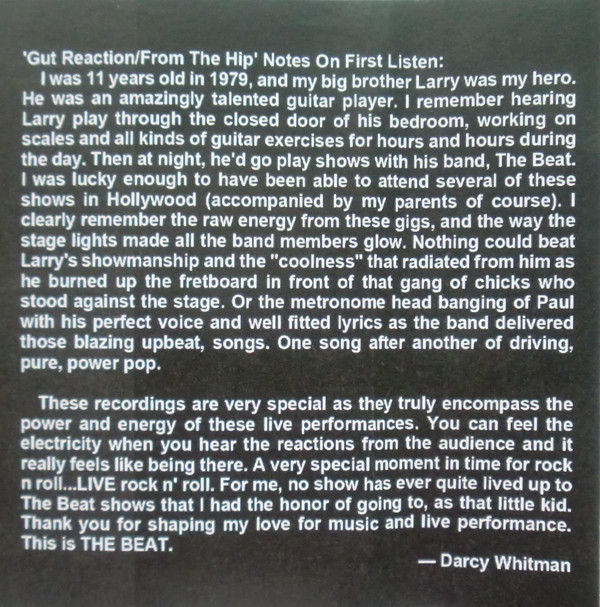 'Gut Reaction/From The Hip' Notes On First Listen:
I was 11 years old in 1979, and my big brother Larry was my hero.
He was an amazingly talented guitar player. I remember hearing
Larry play through the closed door of his bedroom, working on
scales and all kinds of guitar exercises for hours and hours during
the day. Then at night, he'd go play shows with his band, The Beat.
I was lucky enough to have been able to attend several of these
shows in Hollywood (accompanied by my parents of course). I
clearly remember the raw energy from these gigs, and the way the
stage lights made all the band members glow. Nothing could beat
Larry's showmanship and the "coolness" that radiated from him as
he burned up the fretboard in front of that gang of chicks who
stood against the stage. Or the metronome head banging of Paul
with his perfect voice and well fitted lyrics as the band delivered
those blazing upbeat, songs. One song after another of driving,
pure, power pop.
These recordings are very special as they truly encompass the
power and energy of these live performances. You can feel the
electricity when you hear the reactions from the audience and it
really feels like being there. A very special moment in time for rock
n roll...LIVE rock n' roll. For me, no show has ever quite lived up to
The Beat shows that I had the honor of going to, as that little kid.
Thank you for shaping my love for music and live performance.
This is THE BEAT.
— Darcy Whitman